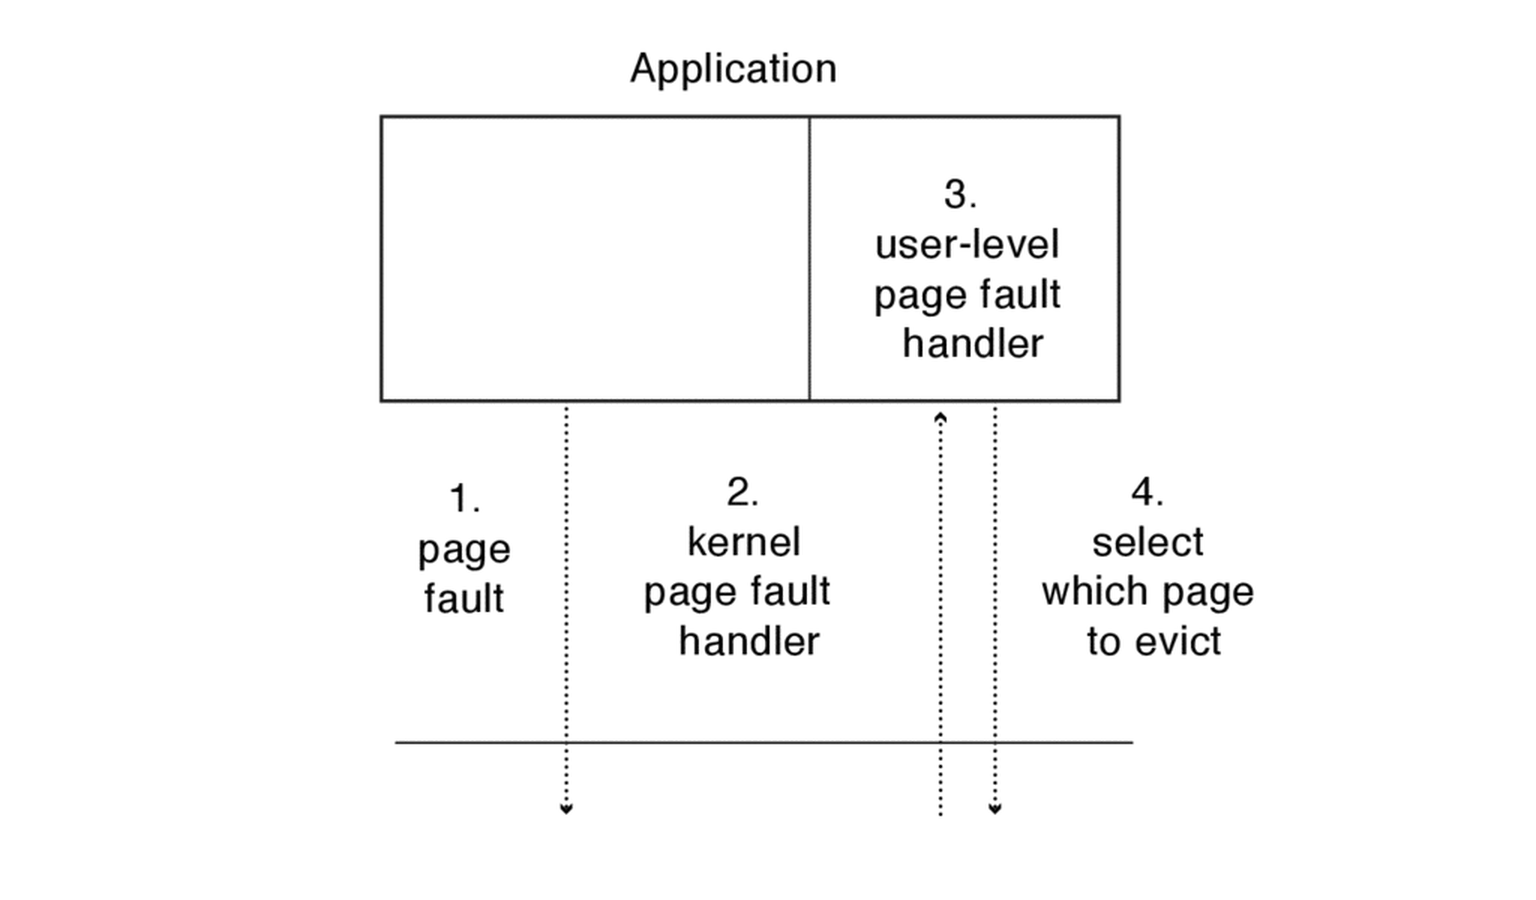 Application
3.
user-level
page fault
handler
1.
page
fault
2.
kernel
page fault
handler
4.
select
which page
to evict